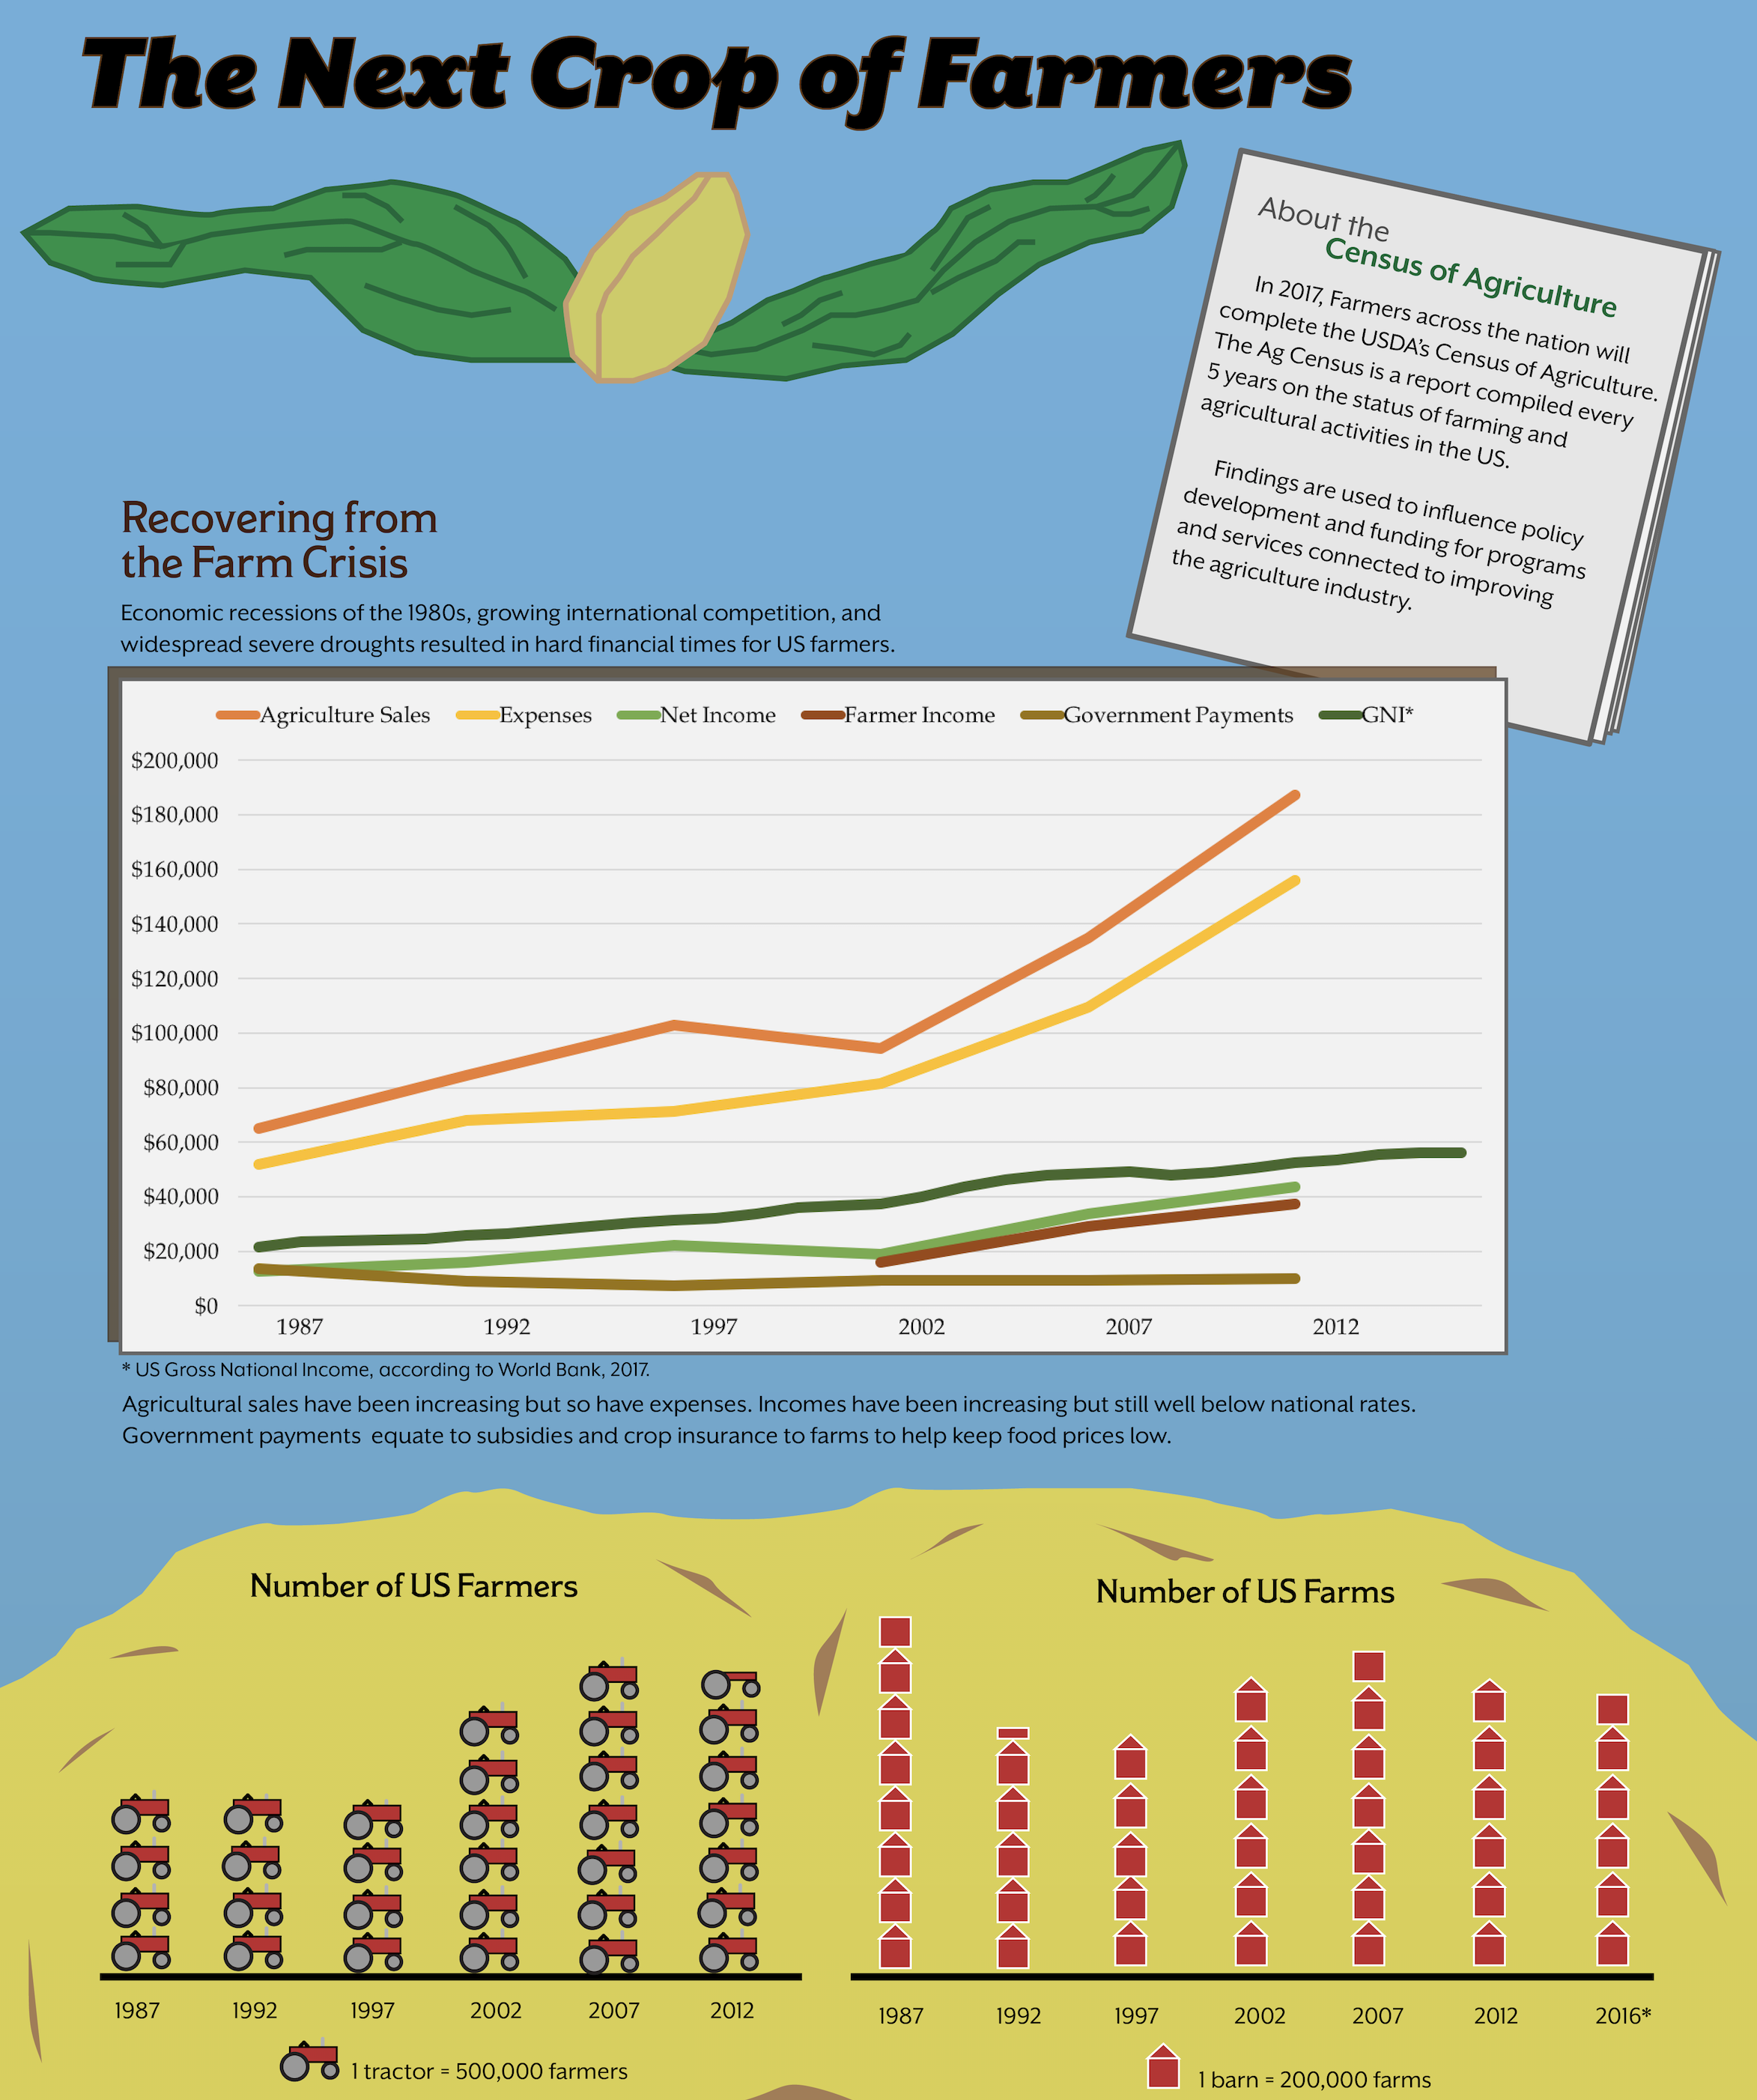 The Next Crop of Farmers
About the
Census of Agriculture
In 2017, Farmers across the nation will
complete the USDA's Census of Agriculture.
The Ag Census is a report compiled every
5 years on the status of farming and
agricultural activities in the US.
Findings are used to influence policy
development and funding for programs
and services connected to improving
the agriculture industry.
Recovering from
the Farm Crisis
Economic recessions of the 1980s, growing international competition, and
widespread severe droughts resulted in hard financial times for US farmers.
Agriculture Sales Expenses Net Income Farmer Income Government Payments GNI*
$200,000
$180,000
$160,000
$140,000
$120,000
$100,000
$80,000
$60,000
$40,000
$20,000
$0
1987 1992 1997 2002 2007 2012
* US Gross National Income, according to World Bank, 2017.
Agricultural sales have been increasing but so have expenses. Incomes have been increasing but still well below national rates.
Government payments equate to subsidies and crop insurance to farms to help keep food prices low.
Number of US Farmers
1987 1992 1997 2002 2007 2012
1 tractor = 500,000 farmers
Number of US Farms
1987 1992 1997 2002 2007 2012 2016*
1 barn = 200,000 farms